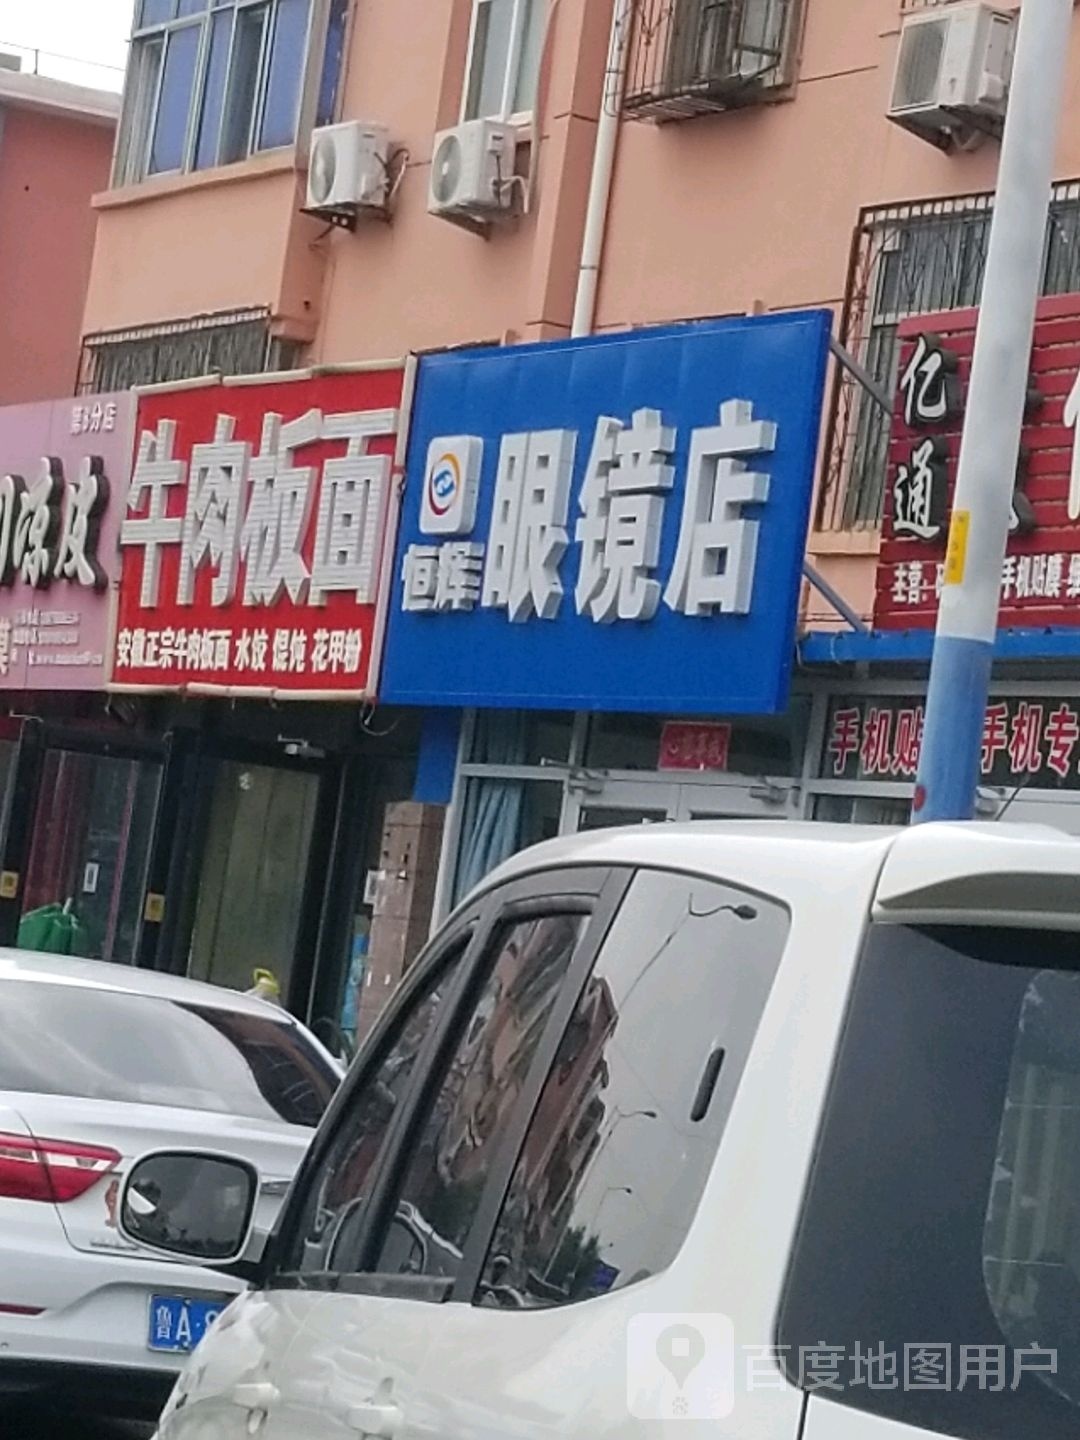 第8分店
凉皮
牛肉板面
安徽正宗牛肉板面 水饺 馄饨 花甲粉
恒辉 眼镜店
亿
通
主营:
手机贴膜
手机贴
手机专
鲁A
百度地图用户